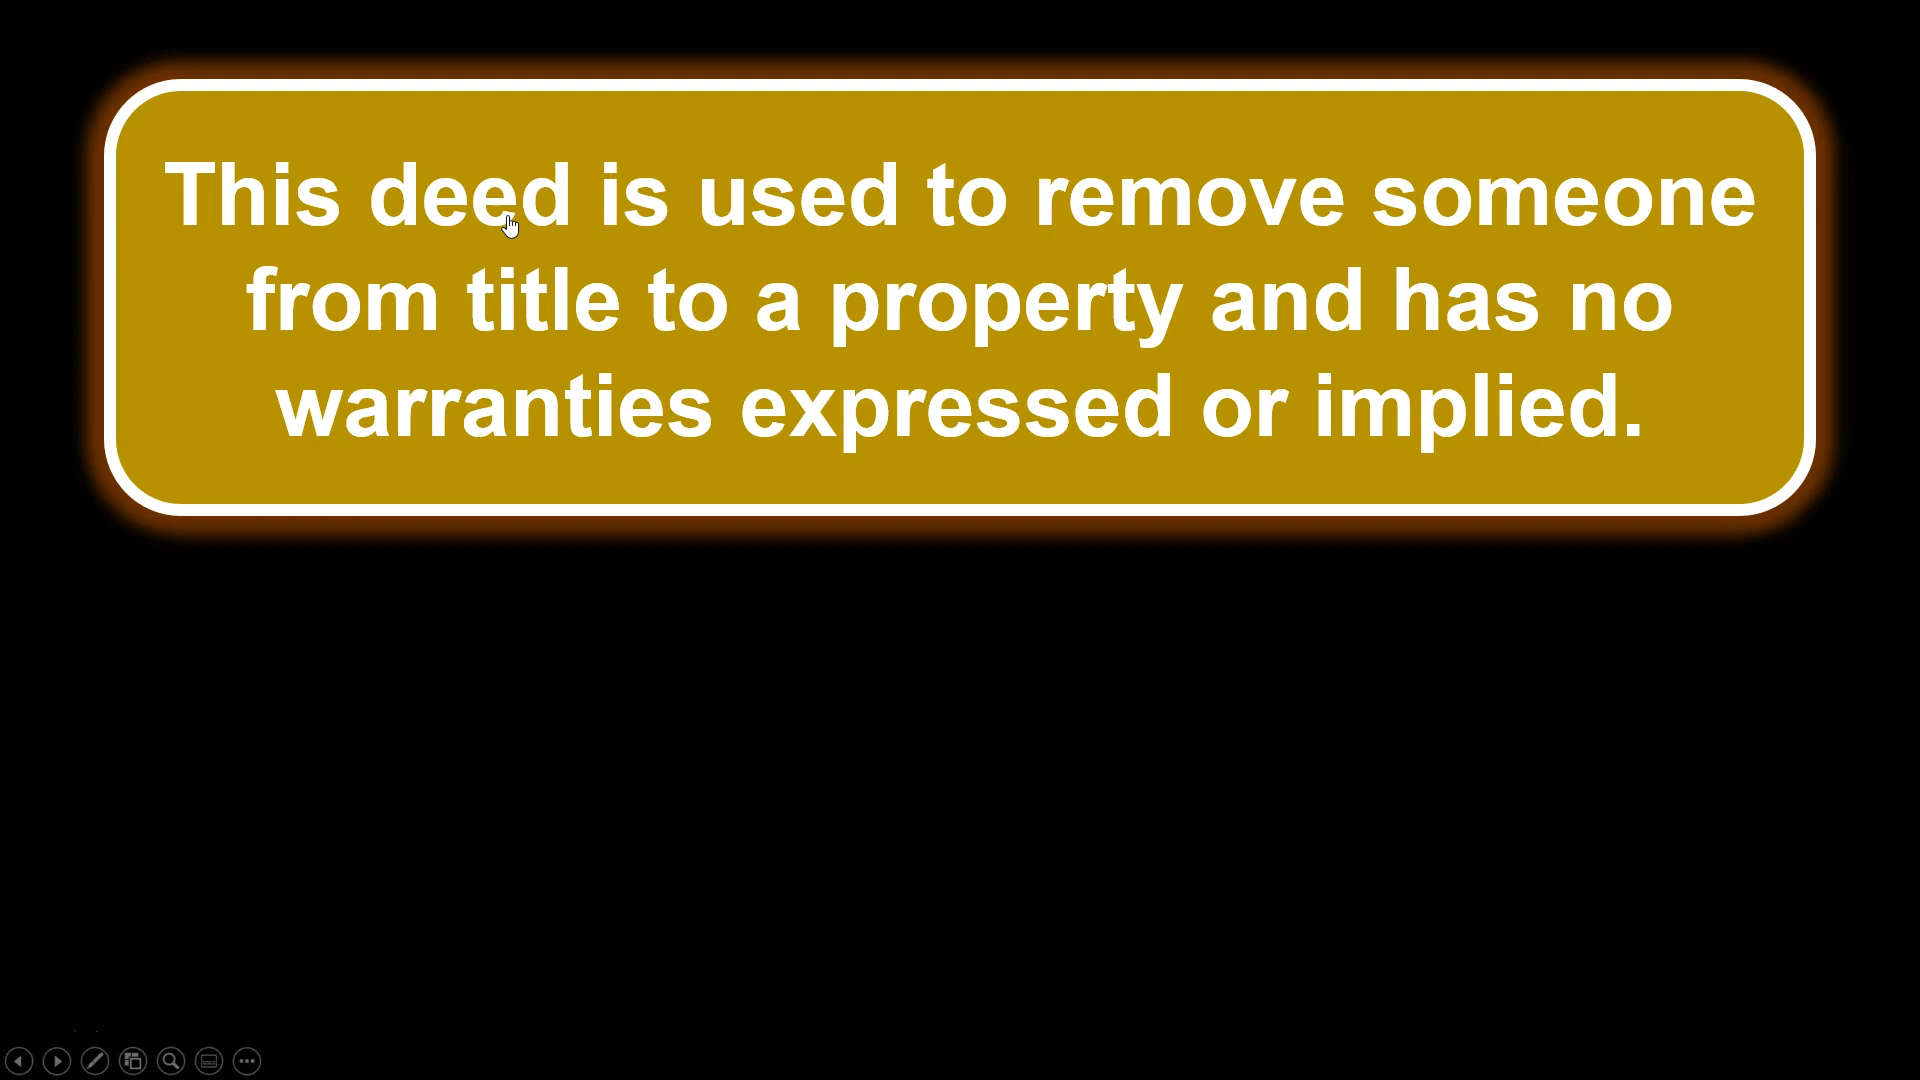 This deed is used to remove someone
from title to a property and has no
warranties expressed or implied.